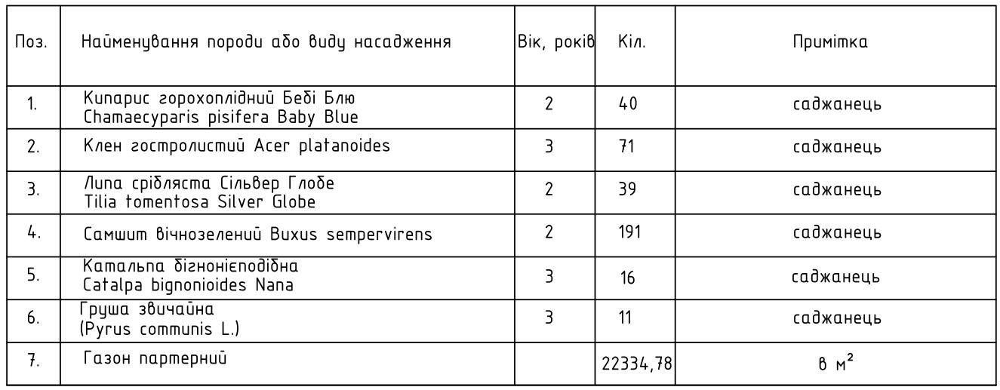 Поз. Найменування породи або виду насадження Вік, років Кіл. Примітка
1. Кипарис горохоплідний Бебі Блю 2 40 саджанець
Chamaecyparis pisifera Baby Blue
2. Клен гостролистий Acer platanoides 3 71 саджанець
3. Липа срібляста Сільвер Глобе 2 39 саджанець
Tilia tomentosa Silver Globe
4. Самшит вічнозелений Buxus sempervirens 2 191 саджанець
5. Катальпа бігнонієподібна 3 16 саджанець
Catalpa bignonioides Nana
6. Груша звичайна 3 11 саджанець
(Pyrus communis L.)
7. Газон партерний 22334,78 в м²